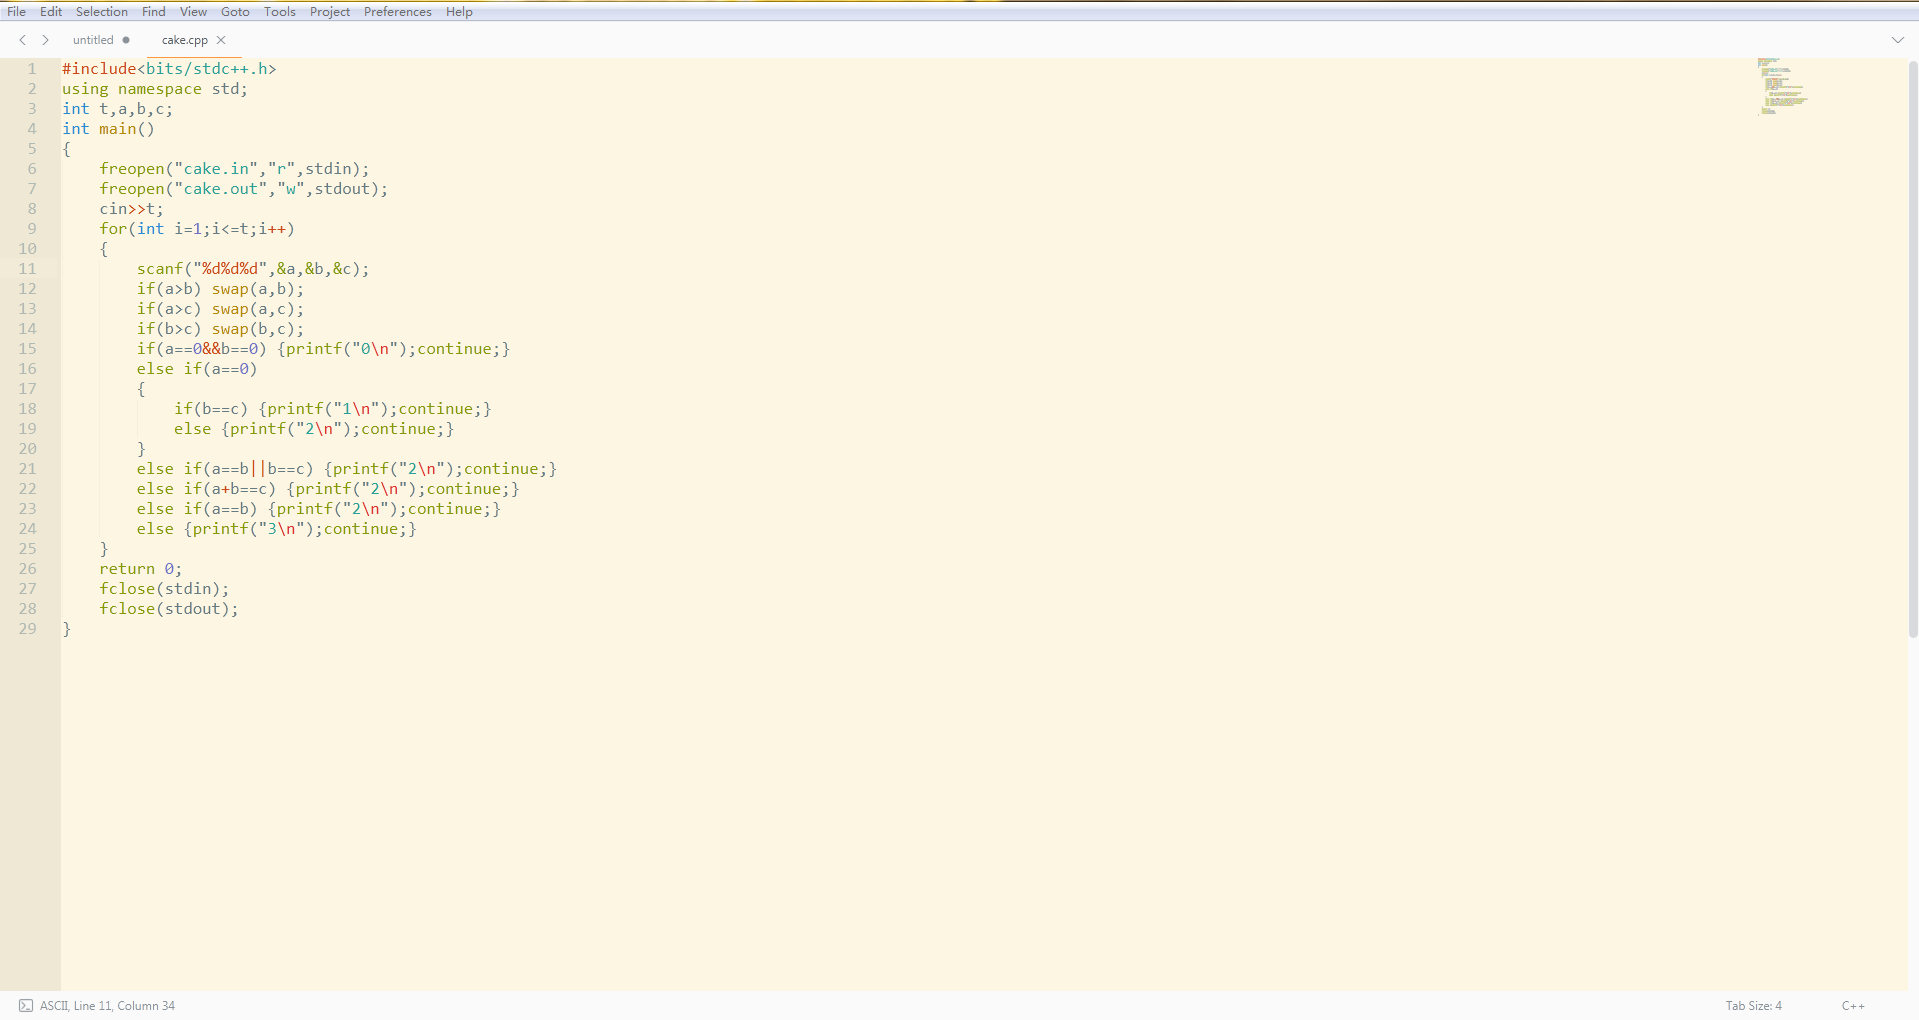 File Edit Selection Find View Goto Tools Project Preferences Help
untitled cake.cpp
1 #include<bits/stdc++.h>
2 using namespace std;
3 int t,a,b,c;
4 int main()
5 {
6     freopen("cake.in","r",stdin);
7     freopen("cake.out","w",stdout);
8     cin>>t;
9     for(int i=1;i<=t;i++)
10     {
11         scanf("%d%d%d",&a,&b,&c);
12         if(a>b) swap(a,b);
13         if(a>c) swap(a,c);
14         if(b>c) swap(b,c);
15         if(a==0&&b==0) {printf("0\n");continue;}
16         else if(a==0)
17         {
18             if(b==c) {printf("1\n");continue;}
19             else {printf("2\n");continue;}
20         }
21         else if(a==b||b==c) {printf("2\n");continue;}
22         else if(a+b==c) {printf("2\n");continue;}
23         else if(a==b) {printf("2\n");continue;}
24         else {printf("3\n");continue;}
25     }
26     return 0;
27     fclose(stdin);
28     fclose(stdout);
29 }
ASCII, Line 11, Column 34 Tab Size: 4 C++